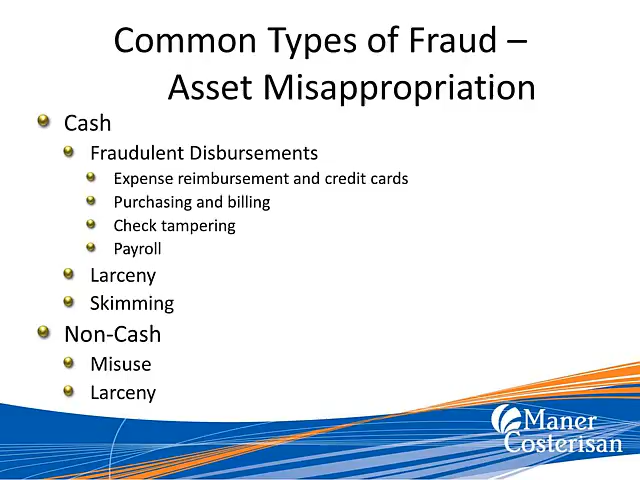 Common Types of Fraud –
Asset Misappropriation
Cash
Fraudulent Disbursements
Expense reimbursement and credit cards
Purchasing and billing
Check tampering
Payroll
Larceny
Skimming
Non-Cash
Misuse
Larceny
Maner
Costerisan